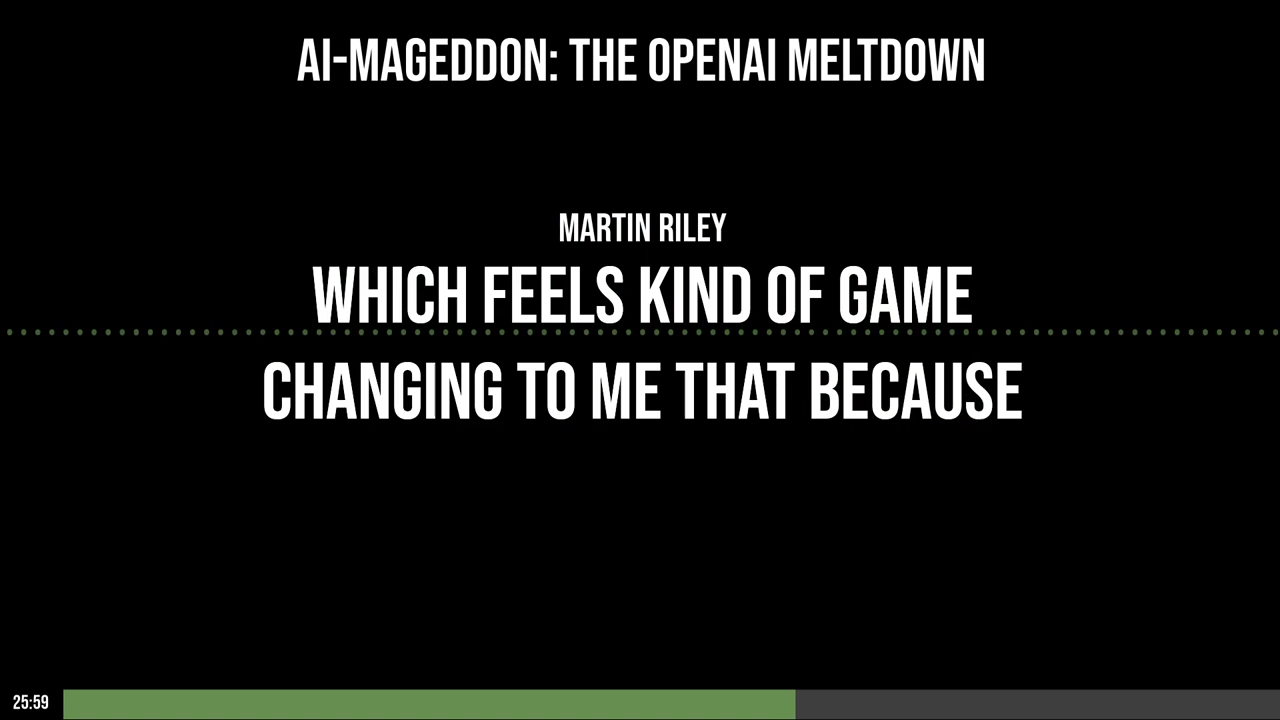 AI-MAGEDDON: THE OPENAI MELTDOWN
MARTIN RILEY
WHICH FEELS KIND OF GAME
CHANGING TO ME THAT BECAUSE
25:59